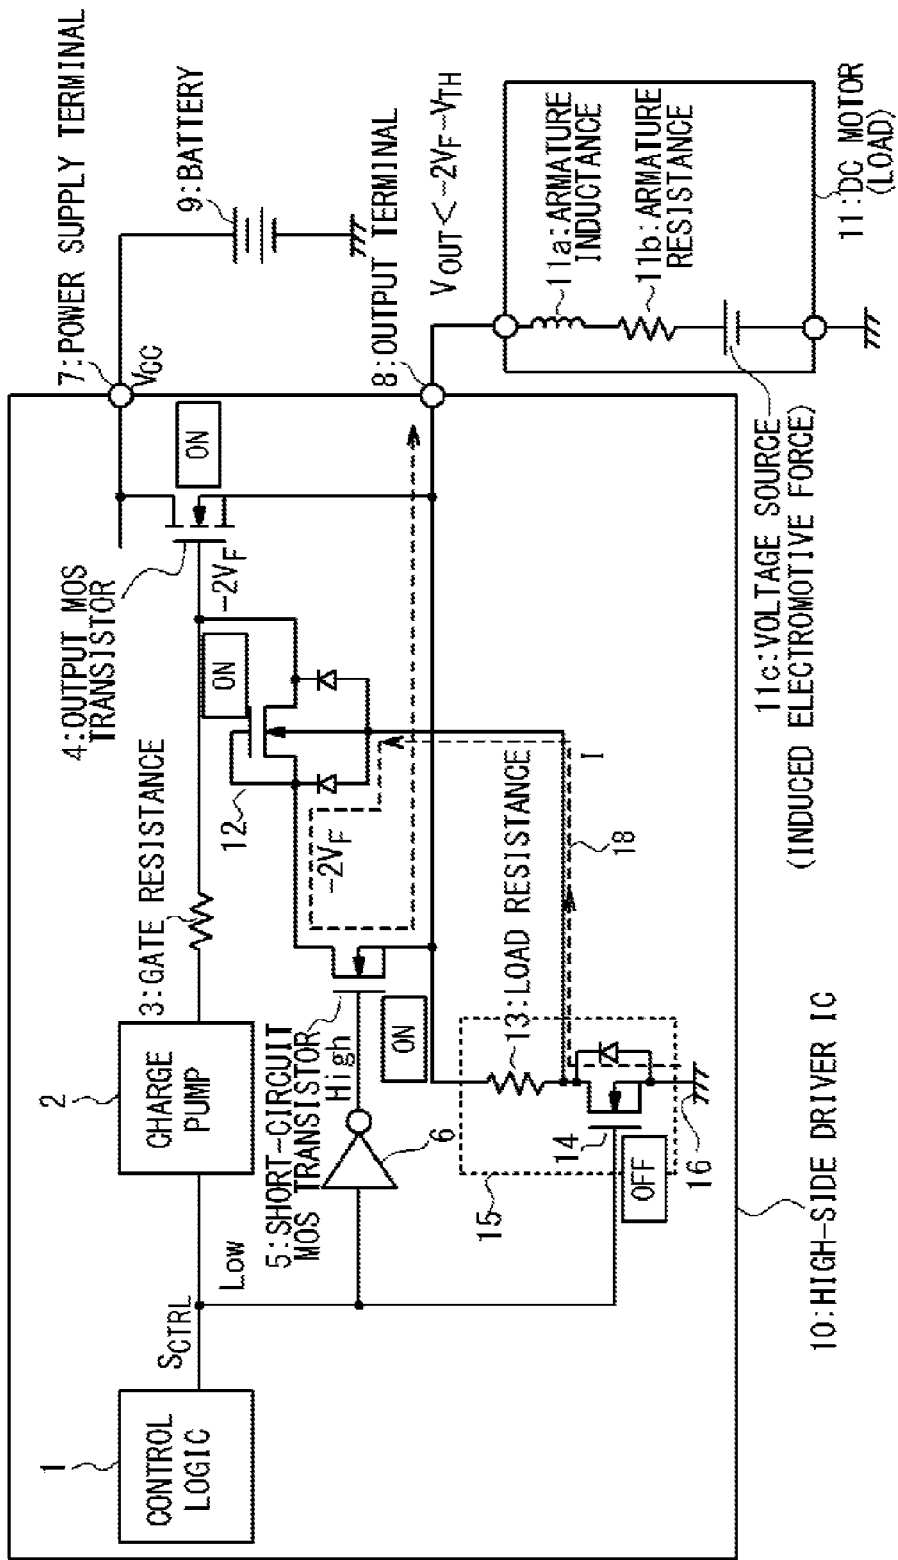 7:POWER SUPPLY TERMINAL
VCC
9:BATTERY
8:OUTPUT TERMINAL
VOUT<-2VF-VTH
11a:ARMATURE
INDUCTANCE
11b:ARMATURE
RESISTANCE
11:DC MOTOR
(LOAD)
11c:VOLTAGE SOURCE
(INDUCED ELECTROMOTIVE FORCE)
4:OUTPUT MOS
TRANSISTOR
ON
-2VF
ON
12
-2VF
3:GATE RESISTANCE
2
CHARGE
PUMP
5:SHORT-CIRCUIT
MOS TRANSISTOR
High
ON
6
13:LOAD RESISTANCE
I
18
14
15
OFF
16
SCTRL
Low
1
CONTROL
LOGIC
10:HIGH-SIDE DRIVER IC